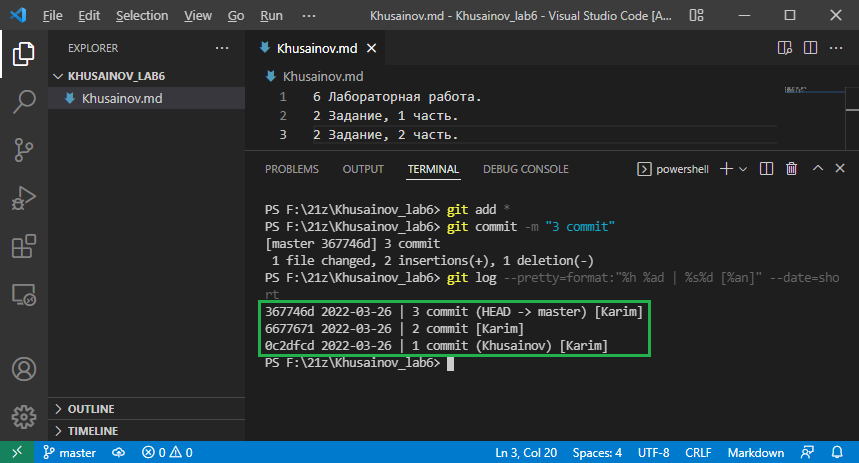 File Edit Selection View Go Run ··· Khusainov.md - Khusainov_lab6 - Visual Studio Code [A...
EXPLORER ···
KHUSAINOV_LAB6
Khusainov.md
Khusainov.md
Khusainov.md
1 6 Лабораторная работа.
2 2 Задание, 1 часть.
3 2 Задание, 2 часть.
PROBLEMS OUTPUT TERMINAL DEBUG CONSOLE powershell
PS F:\21z\Khusainov_lab6> git add *
PS F:\21z\Khusainov_lab6> git commit -m "3 commit"
[master 367746d] 3 commit
1 file changed, 2 insertions(+), 1 deletion(-)
PS F:\21z\Khusainov_lab6> git log --pretty=format:"%h %ad | %s%d [%an]" --date=sho
rt
367746d 2022-03-26 | 3 commit (HEAD -> master) [Karim]
6677671 2022-03-26 | 2 commit [Karim]
0c2dfcd 2022-03-26 | 1 commit (Khusainov) [Karim]
PS F:\21z\Khusainov_lab6>
OUTLINE
TIMELINE
master 0 0 Ln 3, Col 20 Spaces: 4 UTF-8 CRLF Markdown